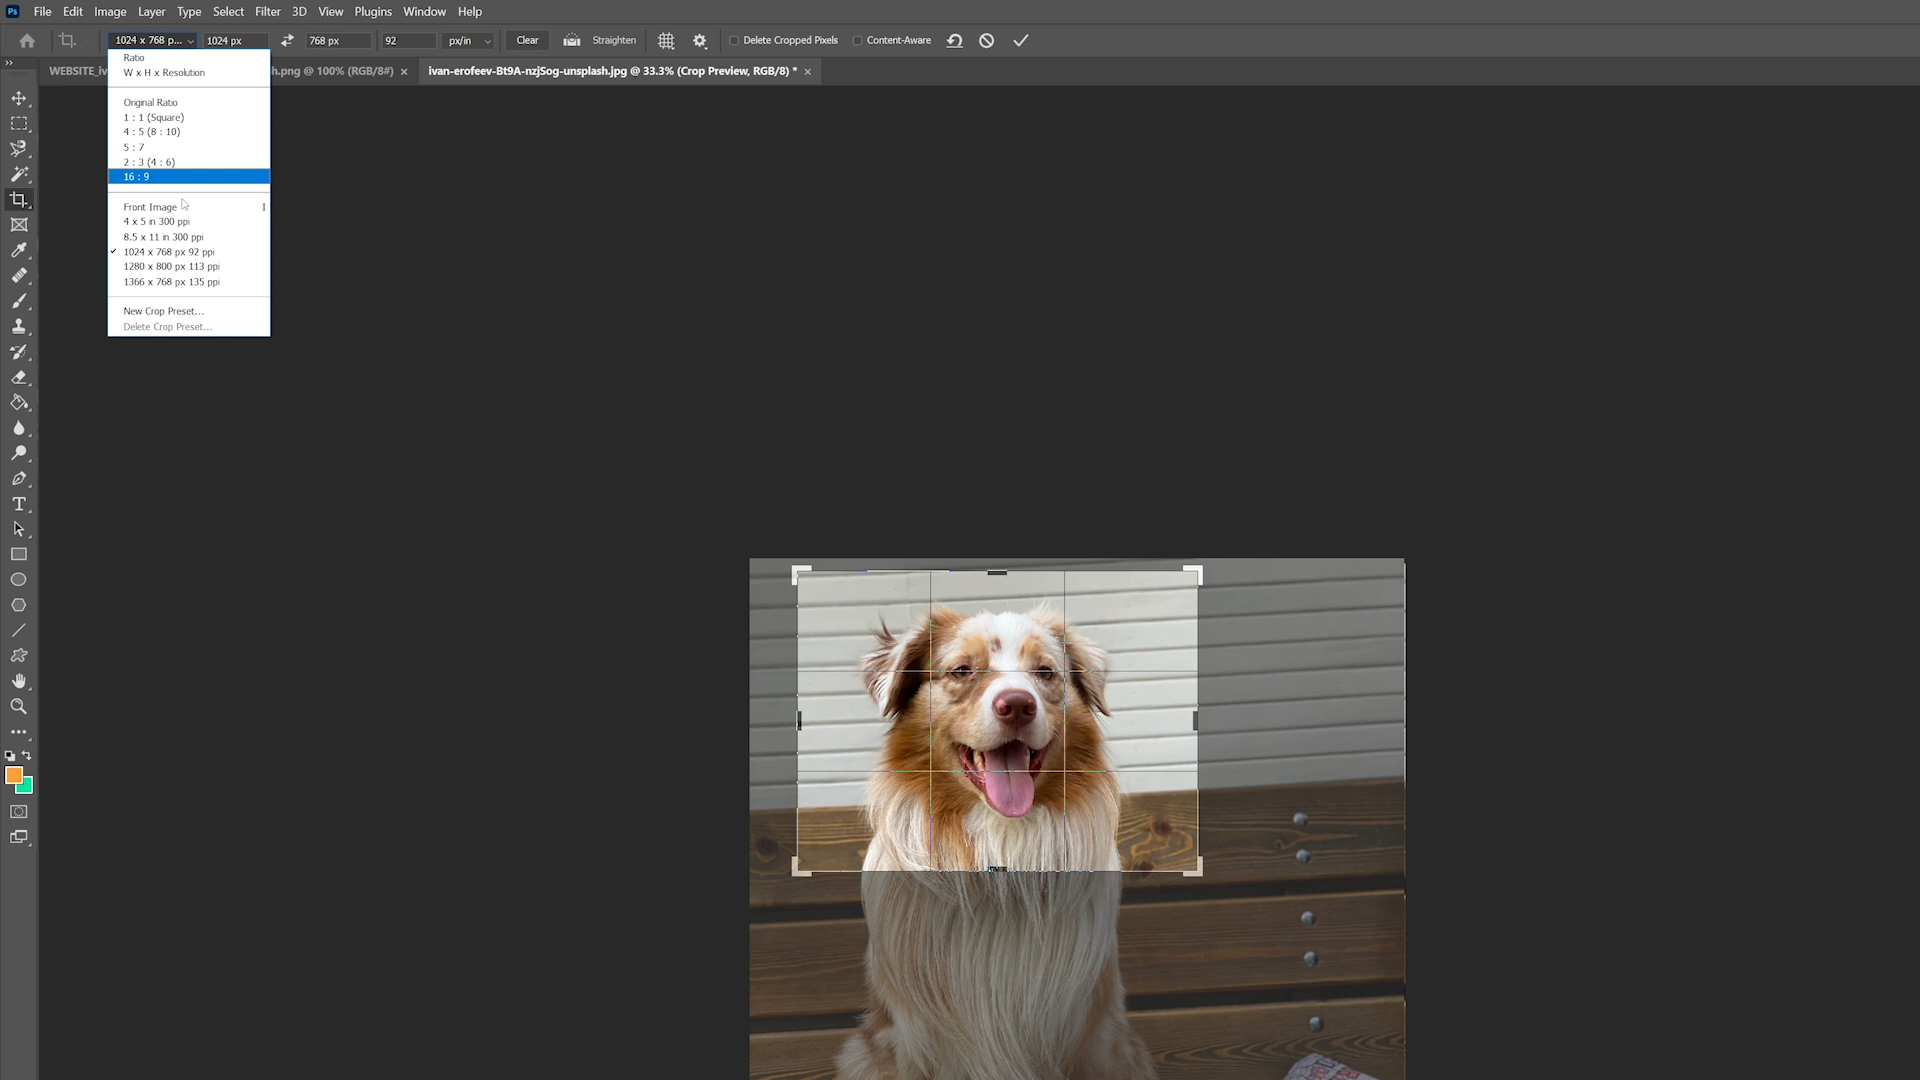 Ps File Edit Image Layer Type Select Filter 3D View Plugins Window Help
1024 x 768 p... 1024 px 768 px 92 px/in Clear Straighten Delete Cropped Pixels Content-Aware
WEBSITE_iv sh.png @ 100% (RGB/8#) × ivan-erofeev-Bt9A-nzjSog-unsplash.jpg @ 33.3% (Crop Preview, RGB/8) * ×
Ratio
W x H x Resolution
Original Ratio
1 : 1 (Square)
4 : 5 (8 : 10)
5 : 7
2 : 3 (4 : 6)
16 : 9
Front Image I
4 x 5 in 300 ppi
8.5 x 11 in 300 ppi
1024 x 768 px 92 ppi
1280 x 800 px 113 ppi
1366 x 768 px 135 ppi
New Crop Preset...
Delete Crop Preset...